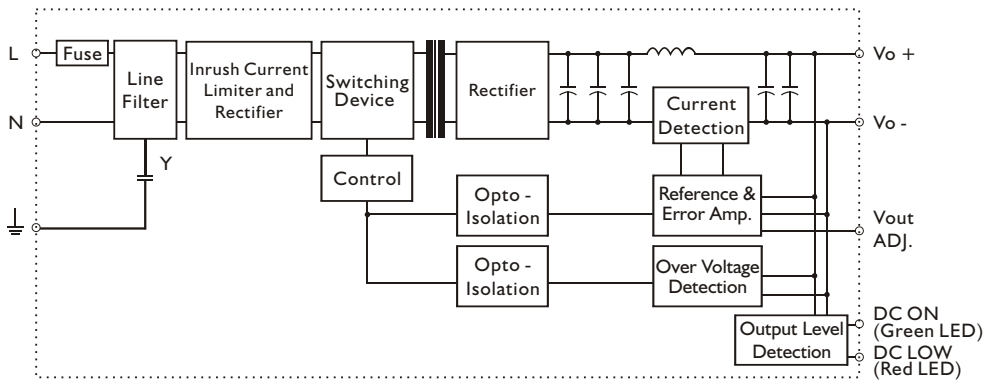 L
Fuse
Line
Filter
Inrush Current
Limiter and
Rectifier
Switching
Device
Rectifier
Vo +
N
Current
Detection
Vo -
Y
Control
Opto -
Isolation
Reference &
Error Amp.
Vout
ADJ.
Opto -
Isolation
Over Voltage
Detection
Output Level
Detection
DC ON
(Green LED)
DC LOW
(Red LED)